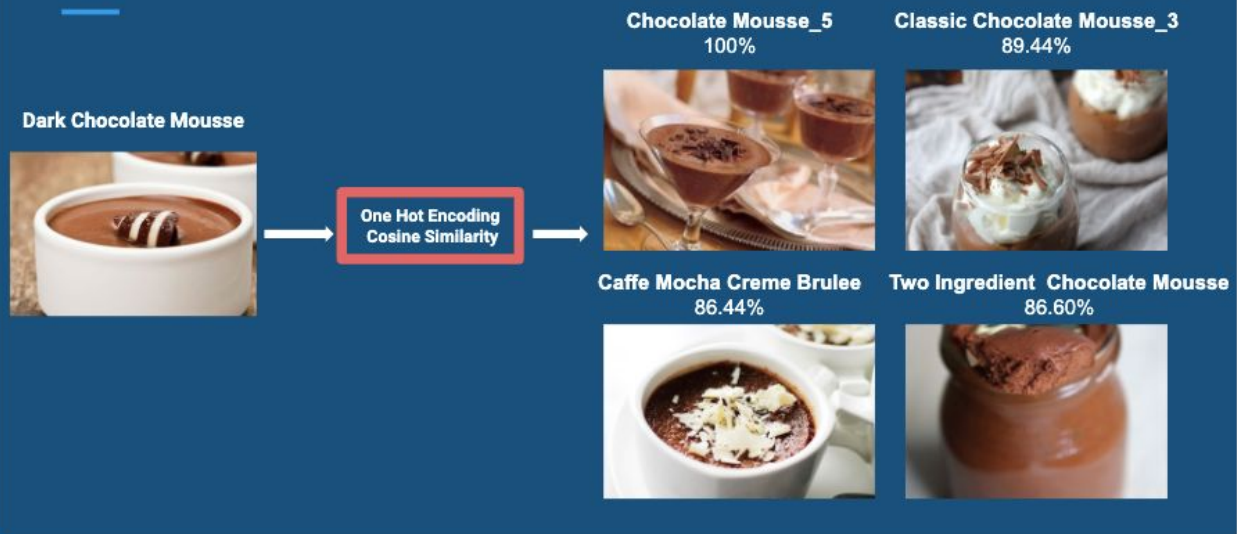 Dark Chocolate Mousse
One Hot Encoding
Cosine Similarity
Chocolate Mousse_5
100%
Classic Chocolate Mousse_3
89.44%
Caffe Mocha Creme Brulee
86.44%
Two Ingredient Chocolate Mousse
86.60%